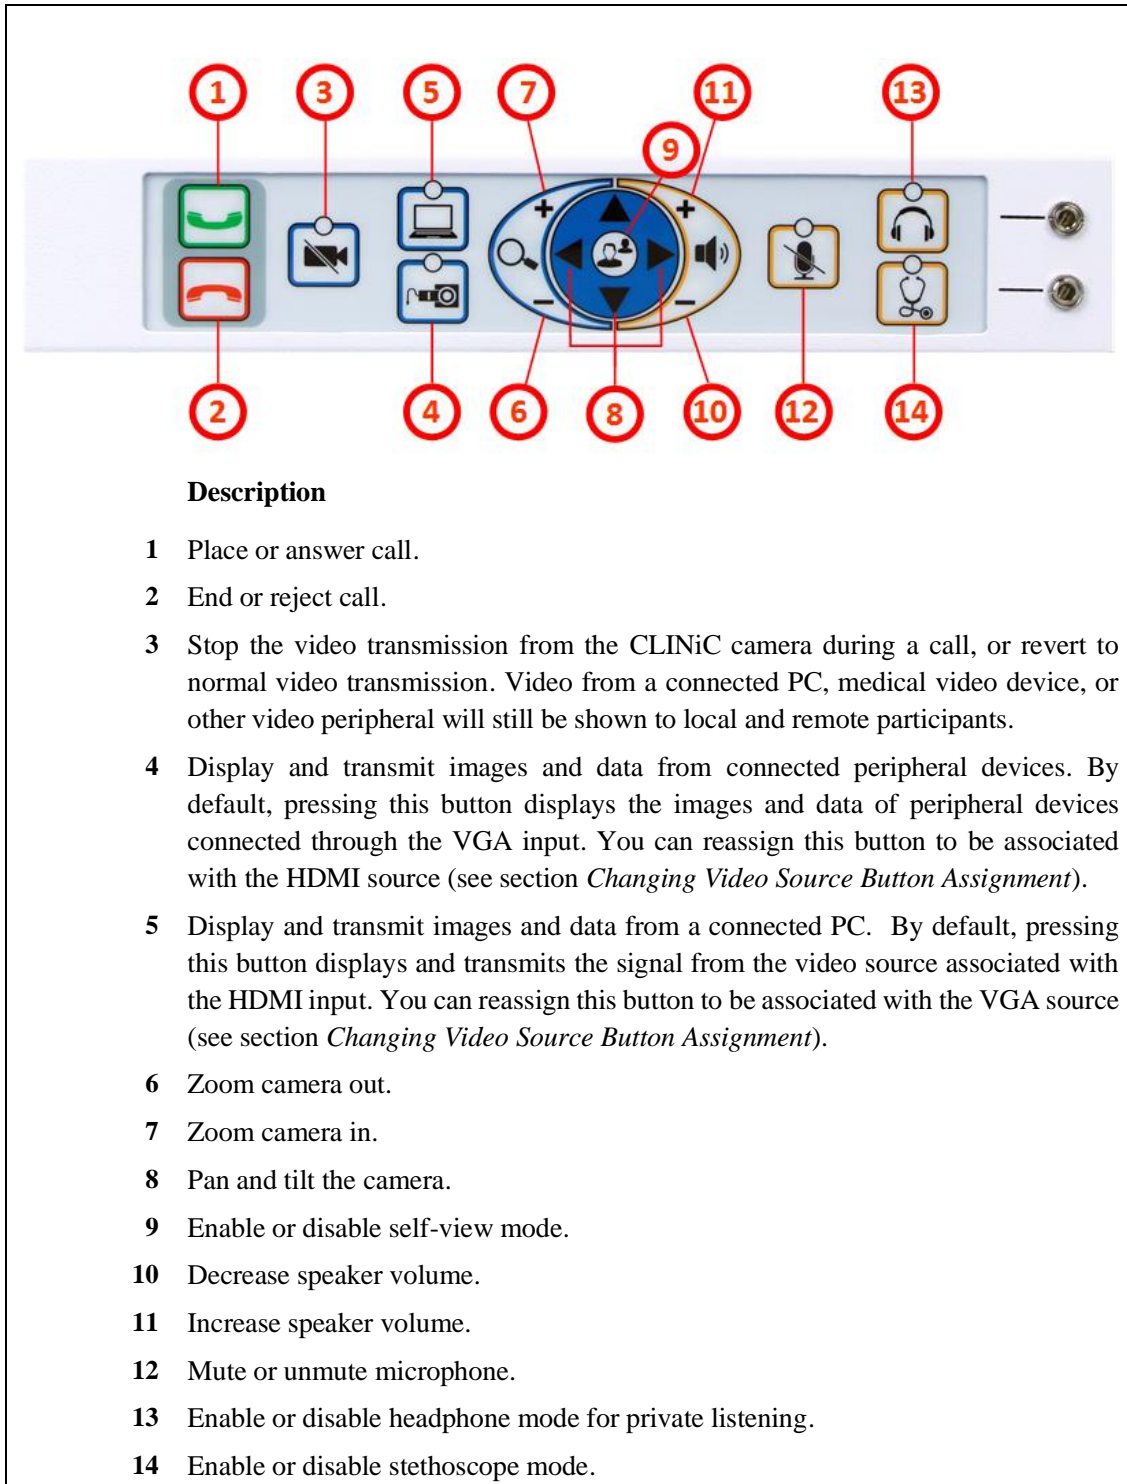 1 3 5 7 11 13
9
2 4 6 8 10 12 14
+ +
− −
Description
1 Place or answer call.
2 End or reject call.
3 Stop the video transmission from the CLINiC camera during a call, or revert to
normal video transmission. Video from a connected PC, medical video device, or
other video peripheral will still be shown to local and remote participants.
4 Display and transmit images and data from connected peripheral devices. By
default, pressing this button displays the images and data of peripheral devices
connected through the VGA input. You can reassign this button to be associated
with the HDMI source (see section Changing Video Source Button Assignment).
5 Display and transmit images and data from a connected PC. By default, pressing
this button displays and transmits the signal from the video source associated with
the HDMI input. You can reassign this button to be associated with the VGA source
(see section Changing Video Source Button Assignment).
6 Zoom camera out.
7 Zoom camera in.
8 Pan and tilt the camera.
9 Enable or disable self-view mode.
10 Decrease speaker volume.
11 Increase speaker volume.
12 Mute or unmute microphone.
13 Enable or disable headphone mode for private listening.
14 Enable or disable stethoscope mode.